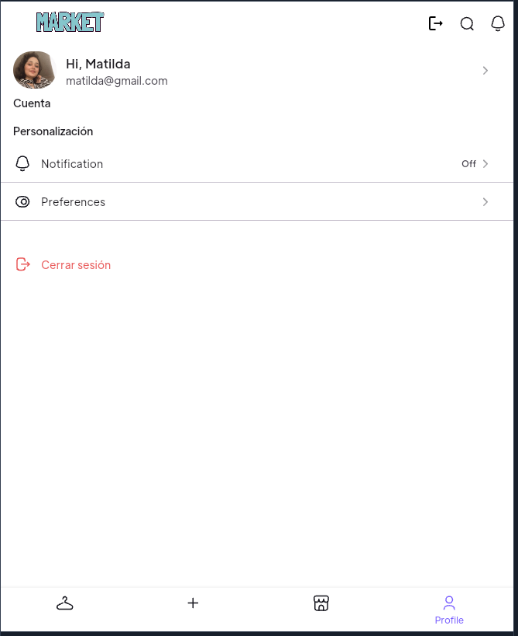 MARKET
Hi, Matilda
matilda@gmail.com
Cuenta
Personalización
Notification Off
Preferences
Cerrar sesión
Profile